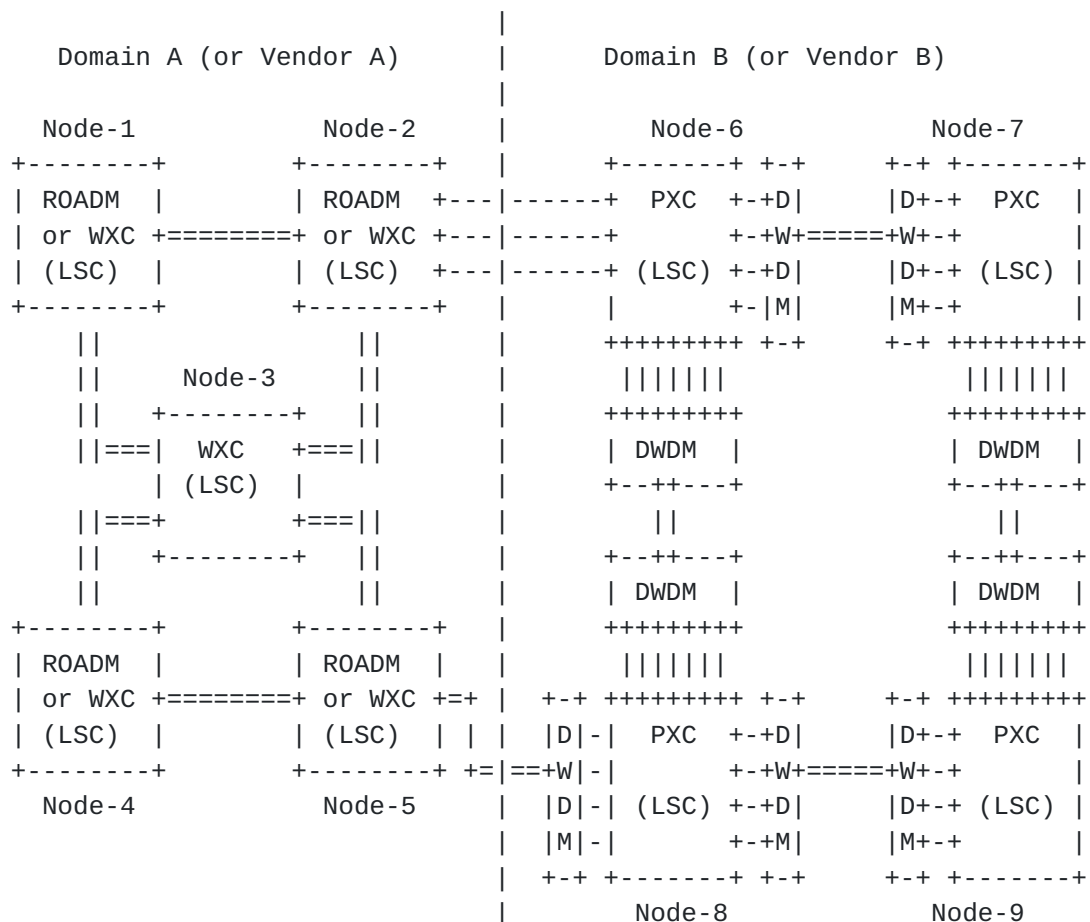 |
   Domain A (or Vendor A)       |      Domain B (or Vendor B)
                                |
  Node-1            Node-2      |         Node-6            Node-7
+--------+        +--------+    |      +-------+ +-+     +-+ +-------+
| ROADM  |        | ROADM  +---|------+  PXC  +-+D|     |D+-+  PXC  |
| or WXC +========+ or WXC +---|------+       +-+W+=====+W+-+       |
| (LSC)  |        | (LSC)  +---|------+ (LSC) +-+D|     |D+-+ (LSC) |
+--------+        +--------+    |      |       +-|M|     |M+-+       |
    ||                ||        |      +++++++++ +-+     +-+ +++++++++
    ||     Node-3     ||        |       |||||||               |||||||
    ||   +--------+   ||        |      +++++++++             +++++++++
    ||===|  WXC   +===||        |      | DWDM  |             | DWDM  |
         | (LSC)  |             |      +--++---+             +--++---+
    ||===+        +===||        |         ||                    ||
    ||   +--------+   ||        |      +--++---+             +--++---+
    ||                ||        |      | DWDM  |             | DWDM  |
+--------+        +--------+    |      +++++++++             +++++++++
| ROADM  |        | ROADM  |    |       |||||||               |||||||
| or WXC +========+ or WXC +=+  |  +-+ +++++++++ +-+     +-+ +++++++++
| (LSC)  |        | (LSC)  | |  |  |D|-|  PXC  +-+D|     |D+-+  PXC  |
+--------+        +--------+ +=|==+W|-|       +-+W+=====+W+-+       |
  Node-4            Node-5      |  |D|-| (LSC) +-+D|     |D+-+ (LSC) |
                                |  |M|-|       +-+M|     |M+-+       |
                                |  +-+ +-------+ +-+     +-+ +-------+
                                |        Node-8             Node-9